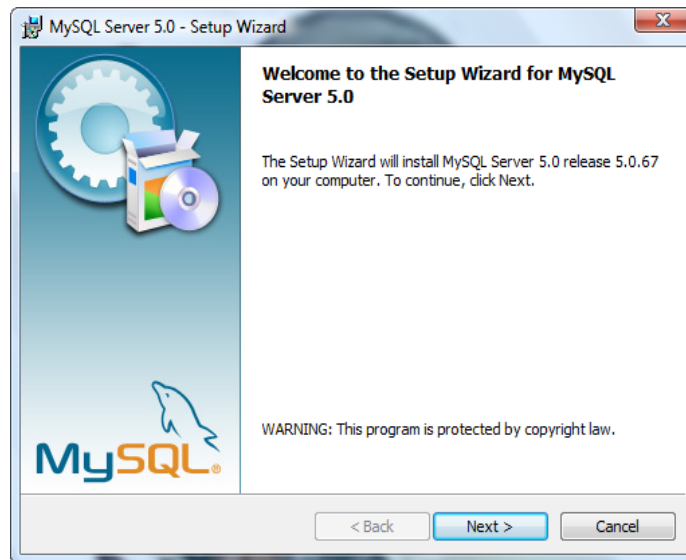 MySQL Server 5.0 - Setup Wizard
Welcome to the Setup Wizard for MySQL
Server 5.0
The Setup Wizard will install MySQL Server 5.0 release 5.0.67
on your computer. To continue, click Next.
WARNING: This program is protected by copyright law.
MySQL®
< Back
Next >
Cancel